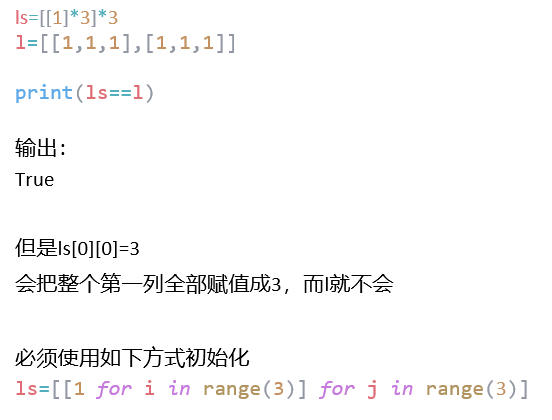 ls=[[1]*3]*3
l=[[1,1,1],[1,1,1]]
print(ls==l)
输出：
True
但是ls[0][0]=3
会把整个第一列全部赋值成3，而l就不会
必须使用如下方式初始化
ls=[[1 for i in range(3)] for j in range(3)]